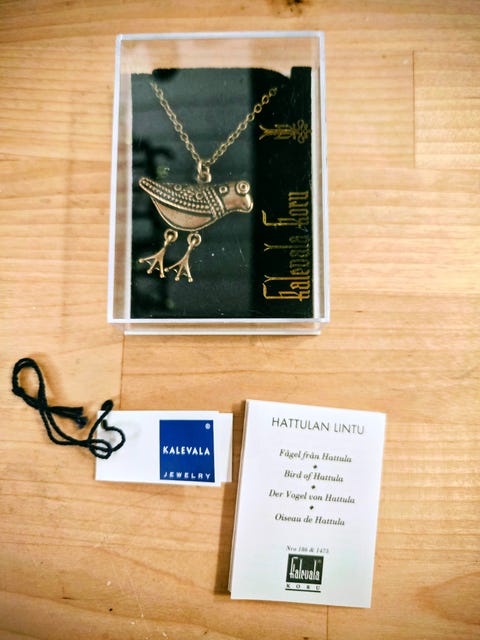 kalevala koru
KALEVALA
®
JEWELRY
HATTULAN LINTU
Fågel från Hattula
Bird of Hattula
Der Vogel von Hattula
Oiseau de Hattula
Nro 186 & 1475
kalevala
KORU